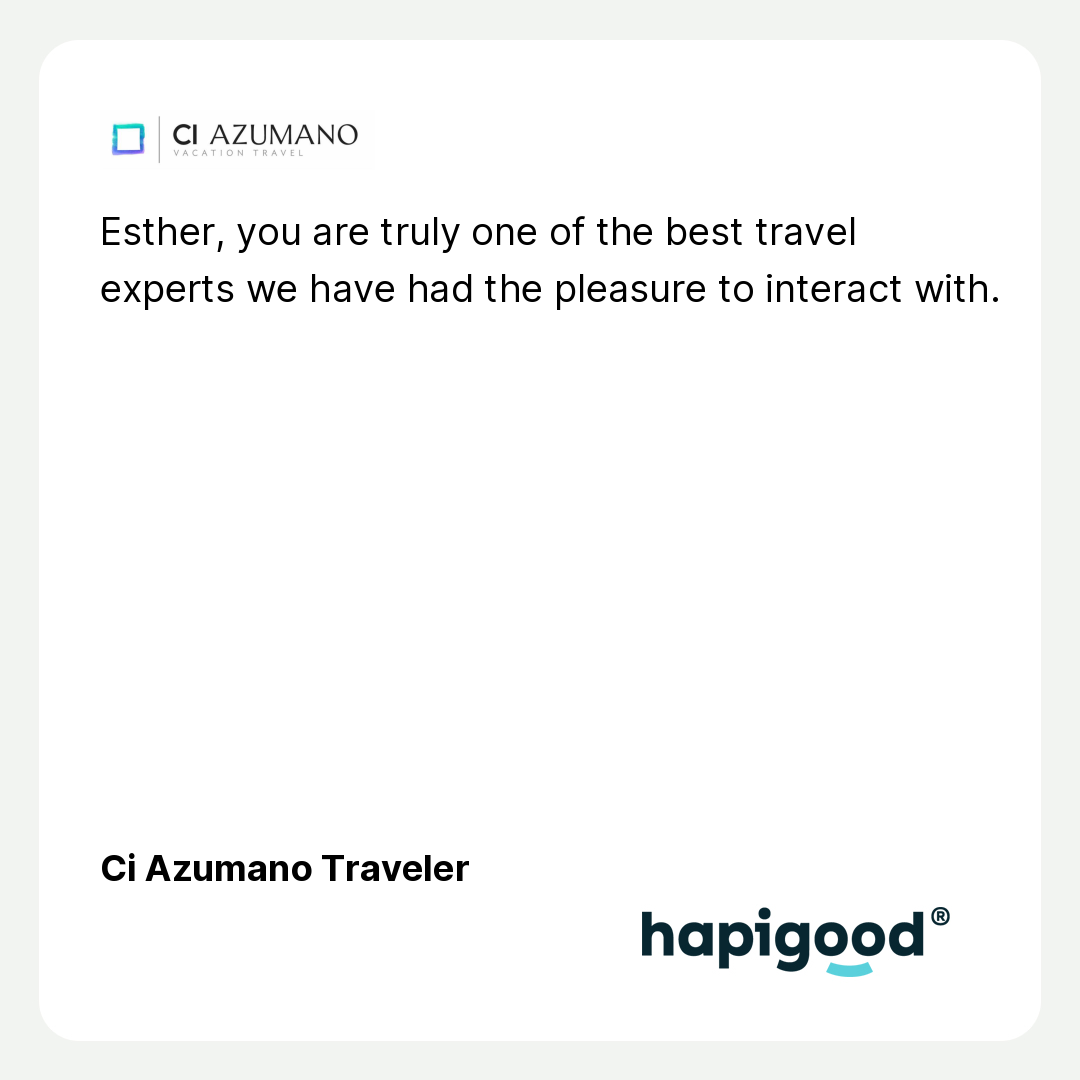 CI AZUMANO
VACATION TRAVEL
Esther, you are truly one of the best travel
experts we have had the pleasure to interact with.
Ci Azumano Traveler
hapigood®